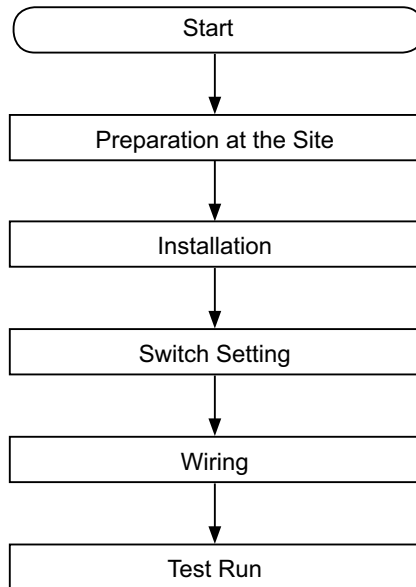 Start
Preparation at the Site
Installation
Switch Setting
Wiring
Test Run